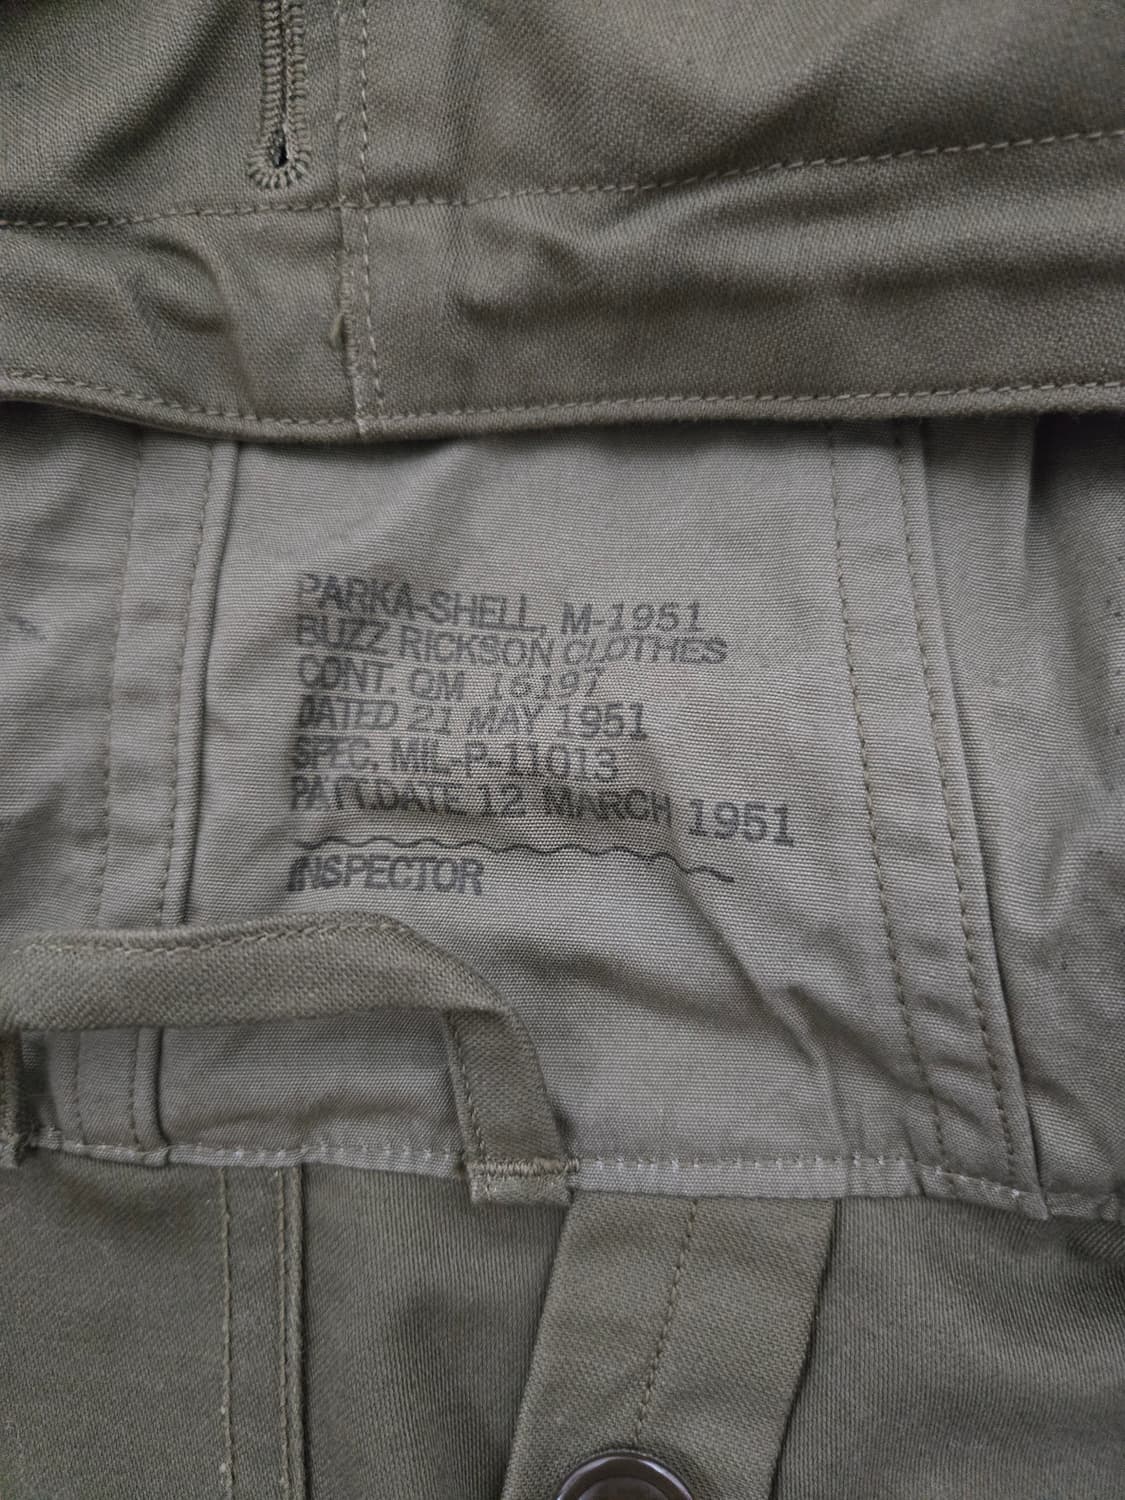 PARKA-SHELL, M-1951
BUZZ RICKSON CLOTHES
CONT. QM 16197
DATED 21 MAY 1951
SPEC. MIL-P-11013
PATT.DATE 12 MARCH 1951
INSPECTOR